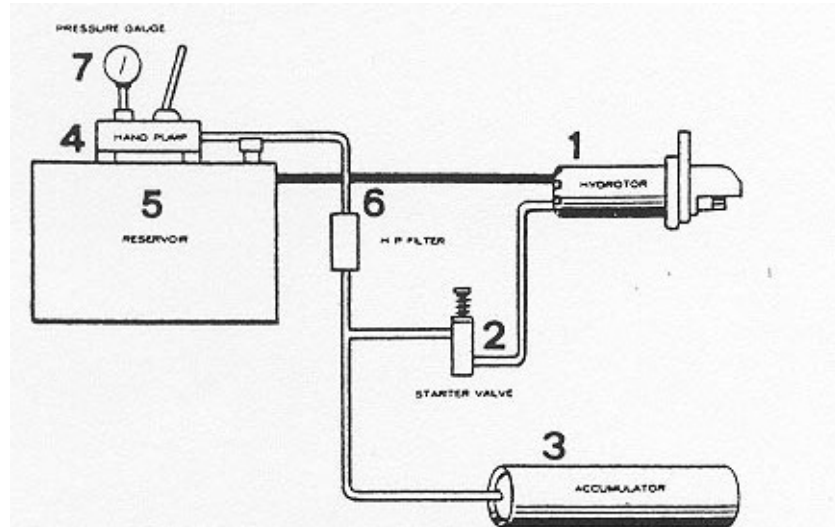 PRESSURE GAUGE
7
4
HAND PUMP
1
HYDROTOR
5
6
RESERVOIR
H P FILTER
2
STARTER VALVE
3
ACCUMULATOR